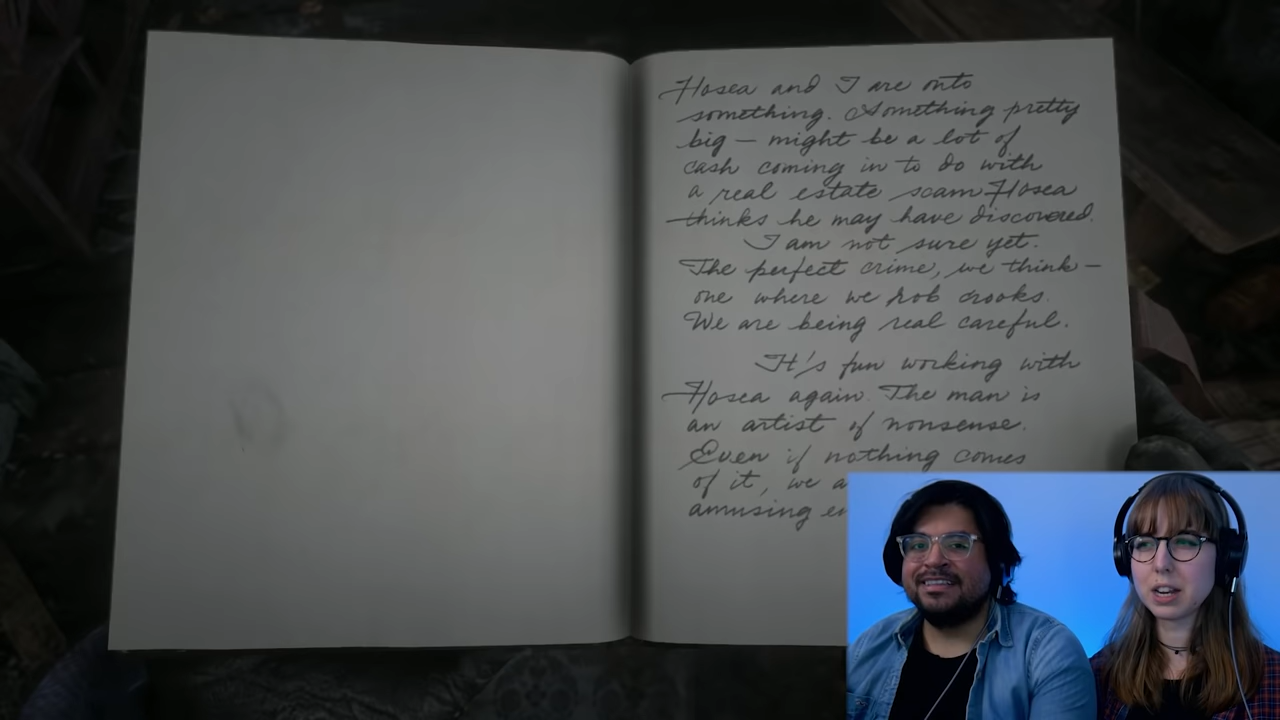 Hosea and I are onto
something. Something pretty
big — might be a lot of
cash coming in to do with
a real estate scam Hosea
thinks he may have discovered.
I am not sure yet.
The perfect crime, we think —
one where we rob crooks.
We are being real careful.
It's fun working with
Hosea again. The man is
an artist of nonsense.
Even if nothing comes
of it, we
amusing